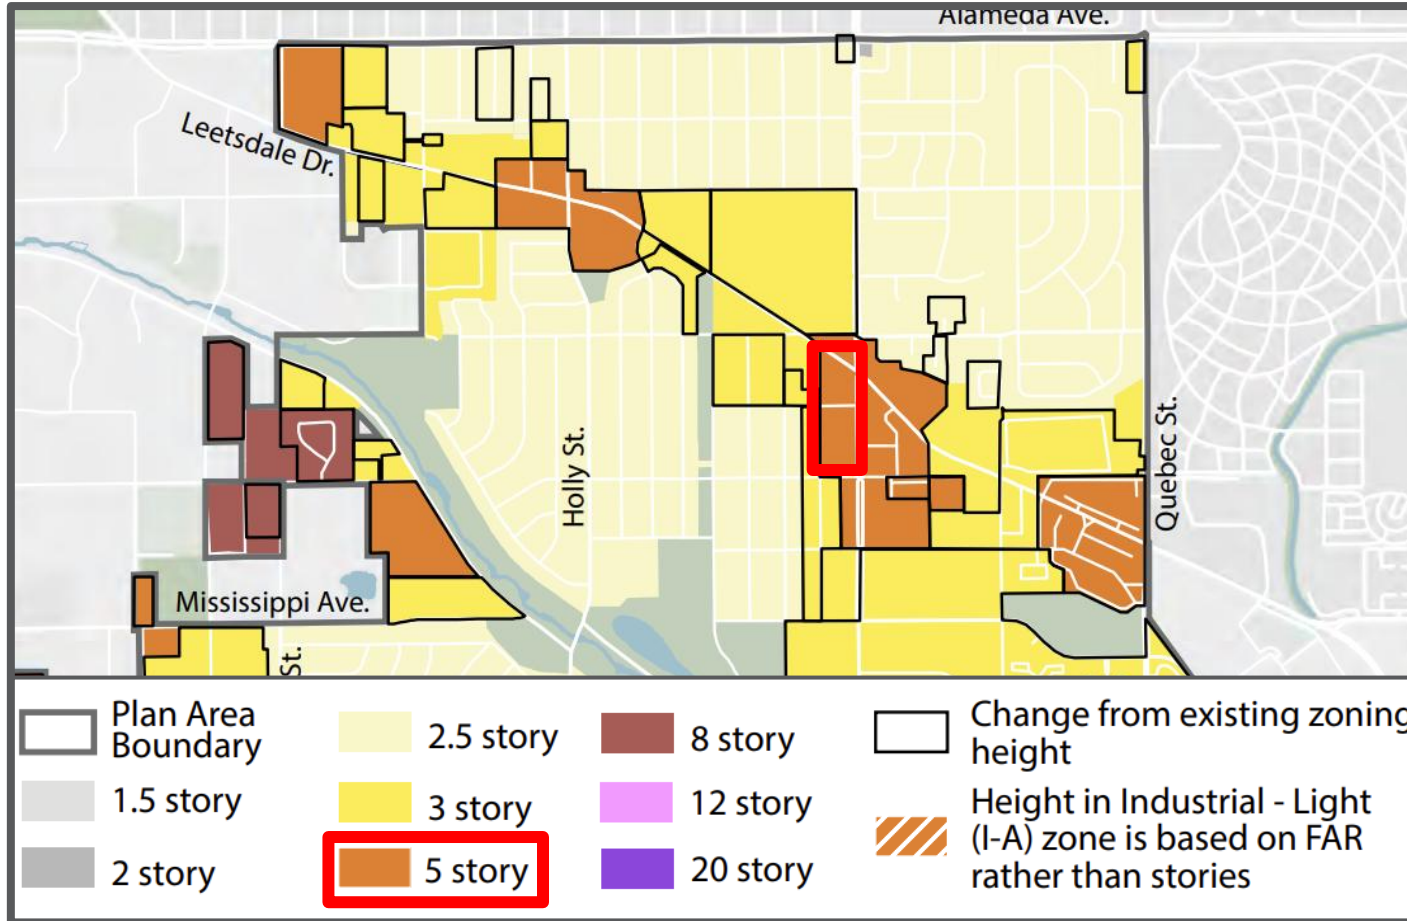 Alameda Ave.
Leetsdale Dr.
Holly St.
Quebec St.
Mississippi Ave.
St.
Plan Area
Boundary
1.5 story
2 story
2.5 story
3 story
5 story
8 story
12 story
20 story
Change from existing zoning
height
Height in Industrial - Light
(I-A) zone is based on FAR
rather than stories